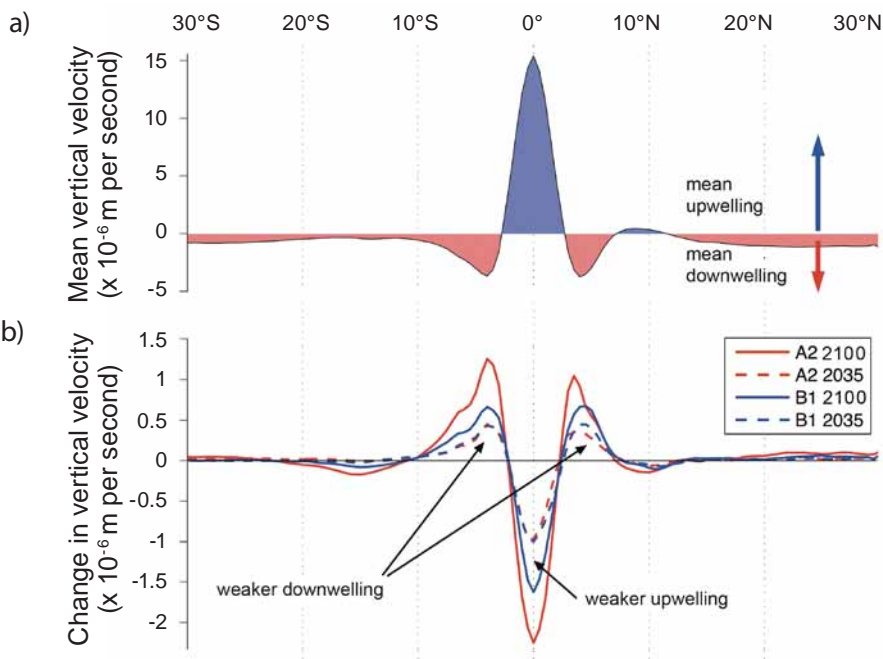 a)
30°S 20°S 10°S 0° 10°N 20°N 30°N
Mean vertical velocity
(x 10⁻⁶ m per second)
15
10
5
0
-5
mean
upwelling
mean
downwelling
b)
Change in vertical velocity
(x 10⁻⁶ m per second)
1.5
1
0.5
0
-0.5
-1
-1.5
-2
A2 2100
A2 2035
B1 2100
B1 2035
weaker downwelling
weaker upwelling